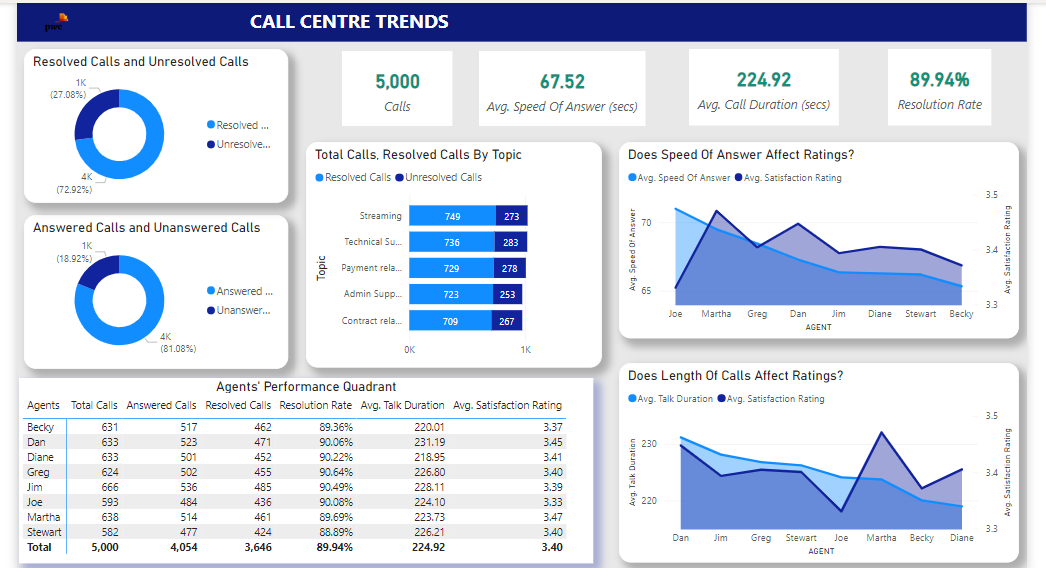 pwc
CALL CENTRE TRENDS
Resolved Calls and Unresolved Calls
1K
(27.08%)
4K
(72.92%)
Resolved ...
Unresolve...
5,000
Calls
67.52
Avg. Speed Of Answer (secs)
224.92
Avg. Call Duration (secs)
89.94%
Resolution Rate
Answered Calls and Unanswered Calls
1K
(18.92%)
4K
(81.08%)
Answered ...
Unanswer...
Total Calls, Resolved Calls By Topic
Resolved Calls Unresolved Calls
Topic
Streaming 749 273
Technical Su... 736 283
Payment rela... 729 278
Admin Supp... 723 253
Contract rela... 709 267
0K 1K
Does Speed Of Answer Affect Ratings?
Avg. Speed Of Answer Avg. Satisfaction Rating
Avg. Speed Of Answer
70
65
3.5
3.4
3.3
Avg. Satisfaction Rating
Joe Martha Greg Dan Jim Diane Stewart Becky
AGENT
Agents' Performance Quadrant
Agents Total Calls Answered Calls Resolved Calls Resolution Rate Avg. Talk Duration Avg. Satisfaction Rating
Becky 631 517 462 89.36% 220.01 3.37
Dan 633 523 471 90.06% 231.19 3.45
Diane 633 501 452 90.22% 218.95 3.41
Greg 624 502 455 90.64% 226.80 3.40
Jim 666 536 485 90.49% 228.11 3.39
Joe 593 484 436 90.08% 224.10 3.33
Martha 638 514 461 89.69% 223.73 3.47
Stewart 582 477 424 88.89% 226.21 3.40
Total 5,000 4,054 3,646 89.94% 224.92 3.40
Does Length Of Calls Affect Ratings?
Avg. Talk Duration Avg. Satisfaction Rating
Avg. Talk Duration
230
220
3.5
3.4
3.3
Avg. Satisfaction Rating
Dan Jim Greg Stewart Joe Martha Becky Diane
AGENT